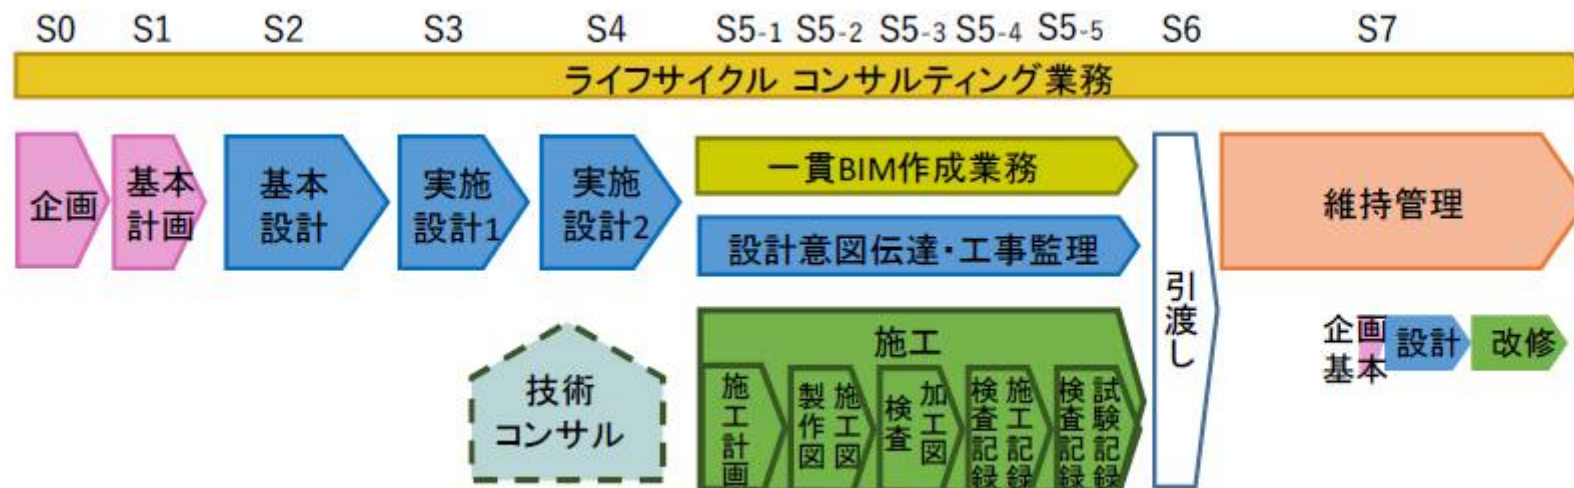 S0 S1 S2 S3 S4 S5-1 S5-2 S5-3 S5-4 S5-5 S6 S7
ライフサイクル コンサルティング業務
企画
基本
計画
基本
設計
実施
設計1
実施
設計2
一貫BIM作成業務
設計意図伝達・工事監理
技術
コンサル
施工
施工計画
施工図
製作図
加工図
検査
施工記録
検査記録
試験記録
検査記録
引渡し
維持管理
企画
基本
設計
改修